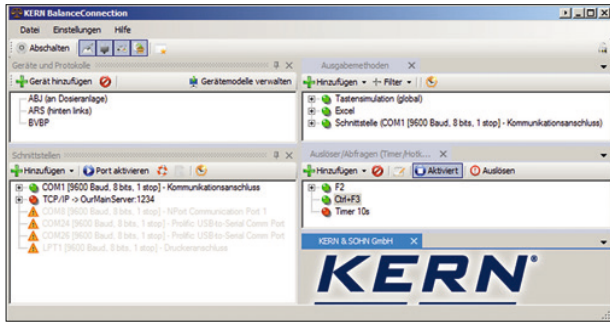 KERN BalanceConnection
Datei Einstellungen Hilfe
Abschalten
Geräte und Protokolle
Gerät hinzufügen Gerätemodelle verwalten
ABJ (an Dosieranlage)
ARS (hinten links)
BVBP
Schnittstellen
Hinzufügen Port aktivieren
COM1 [9600 Baud, 8 bits, 1 stop] - Kommunikationsanschluss
TCP/IP -> OurMainServer:1234
COM8 [9600 Baud, 8 bits, 1 stop] - NPort Communication Port 1
COM24 [9600 Baud, 8 bits, 1 stop] - Prolific USB-to-Serial Comm Port
COM26 [9600 Baud, 8 bits, 1 stop] - Prolific USB-to-Serial Comm Port
LPT1 [9600 Baud, 8 bits, 1 stop] - Druckeranschluss
Ausgabemethoden X
Hinzufügen Filter
Tastensimulation (global)
Excel
Schnittstelle (COM1 [9600 Baud, 8 bits, 1 stop] - Kommunikationsanschluss)
Auslöser/Abfragen (Timer/Hotk... X
Hinzufügen Aktiviert Auslösen
F2
Ctrl+F3
Timer 10s
KERN & SOHN GmbH X
KERN